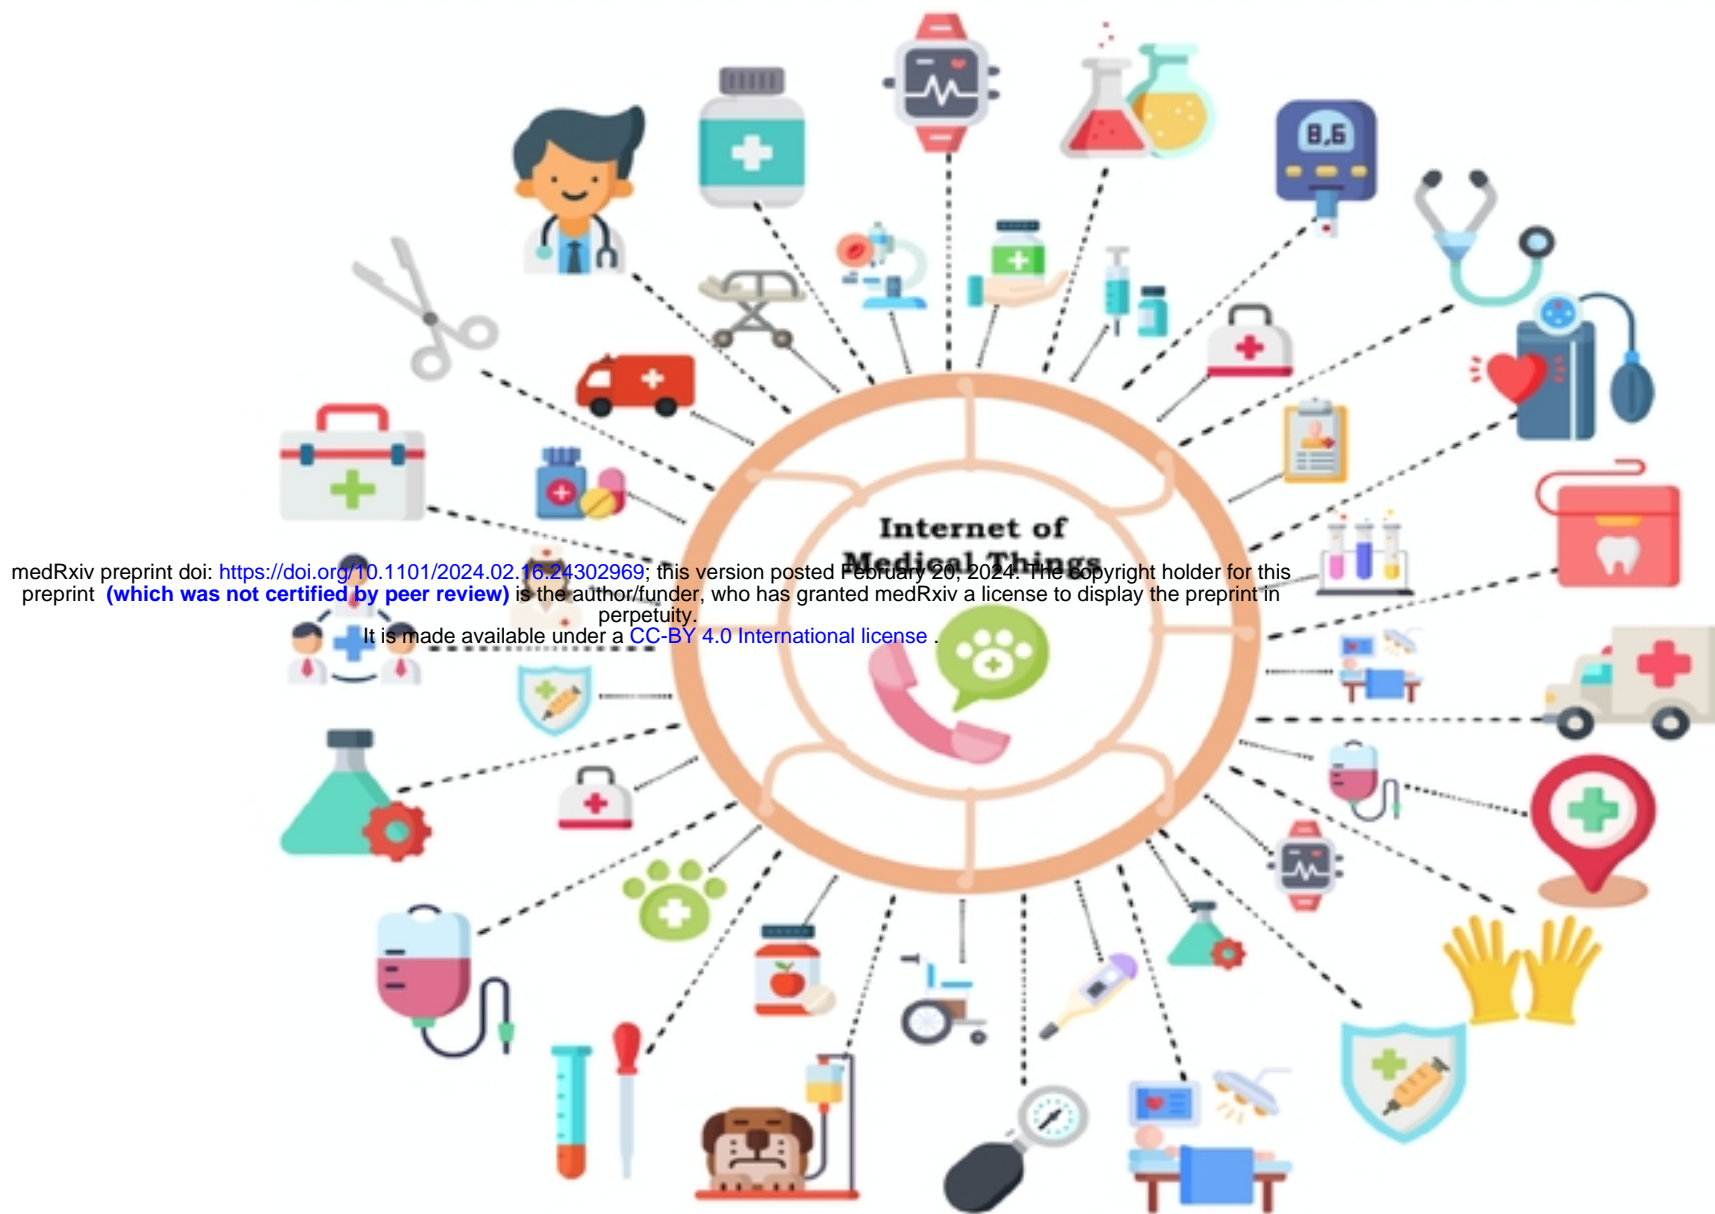 8,6
Internet of
Medical Things
medRxiv preprint doi: https://doi.org/10.1101/2024.02.16.24302969; this version posted February 20, 2024. The copyright holder for this
preprint (which was not certified by peer review) is the author/funder, who has granted medRxiv a license to display the preprint in
perpetuity.
It is made available under a CC-BY 4.0 International license .